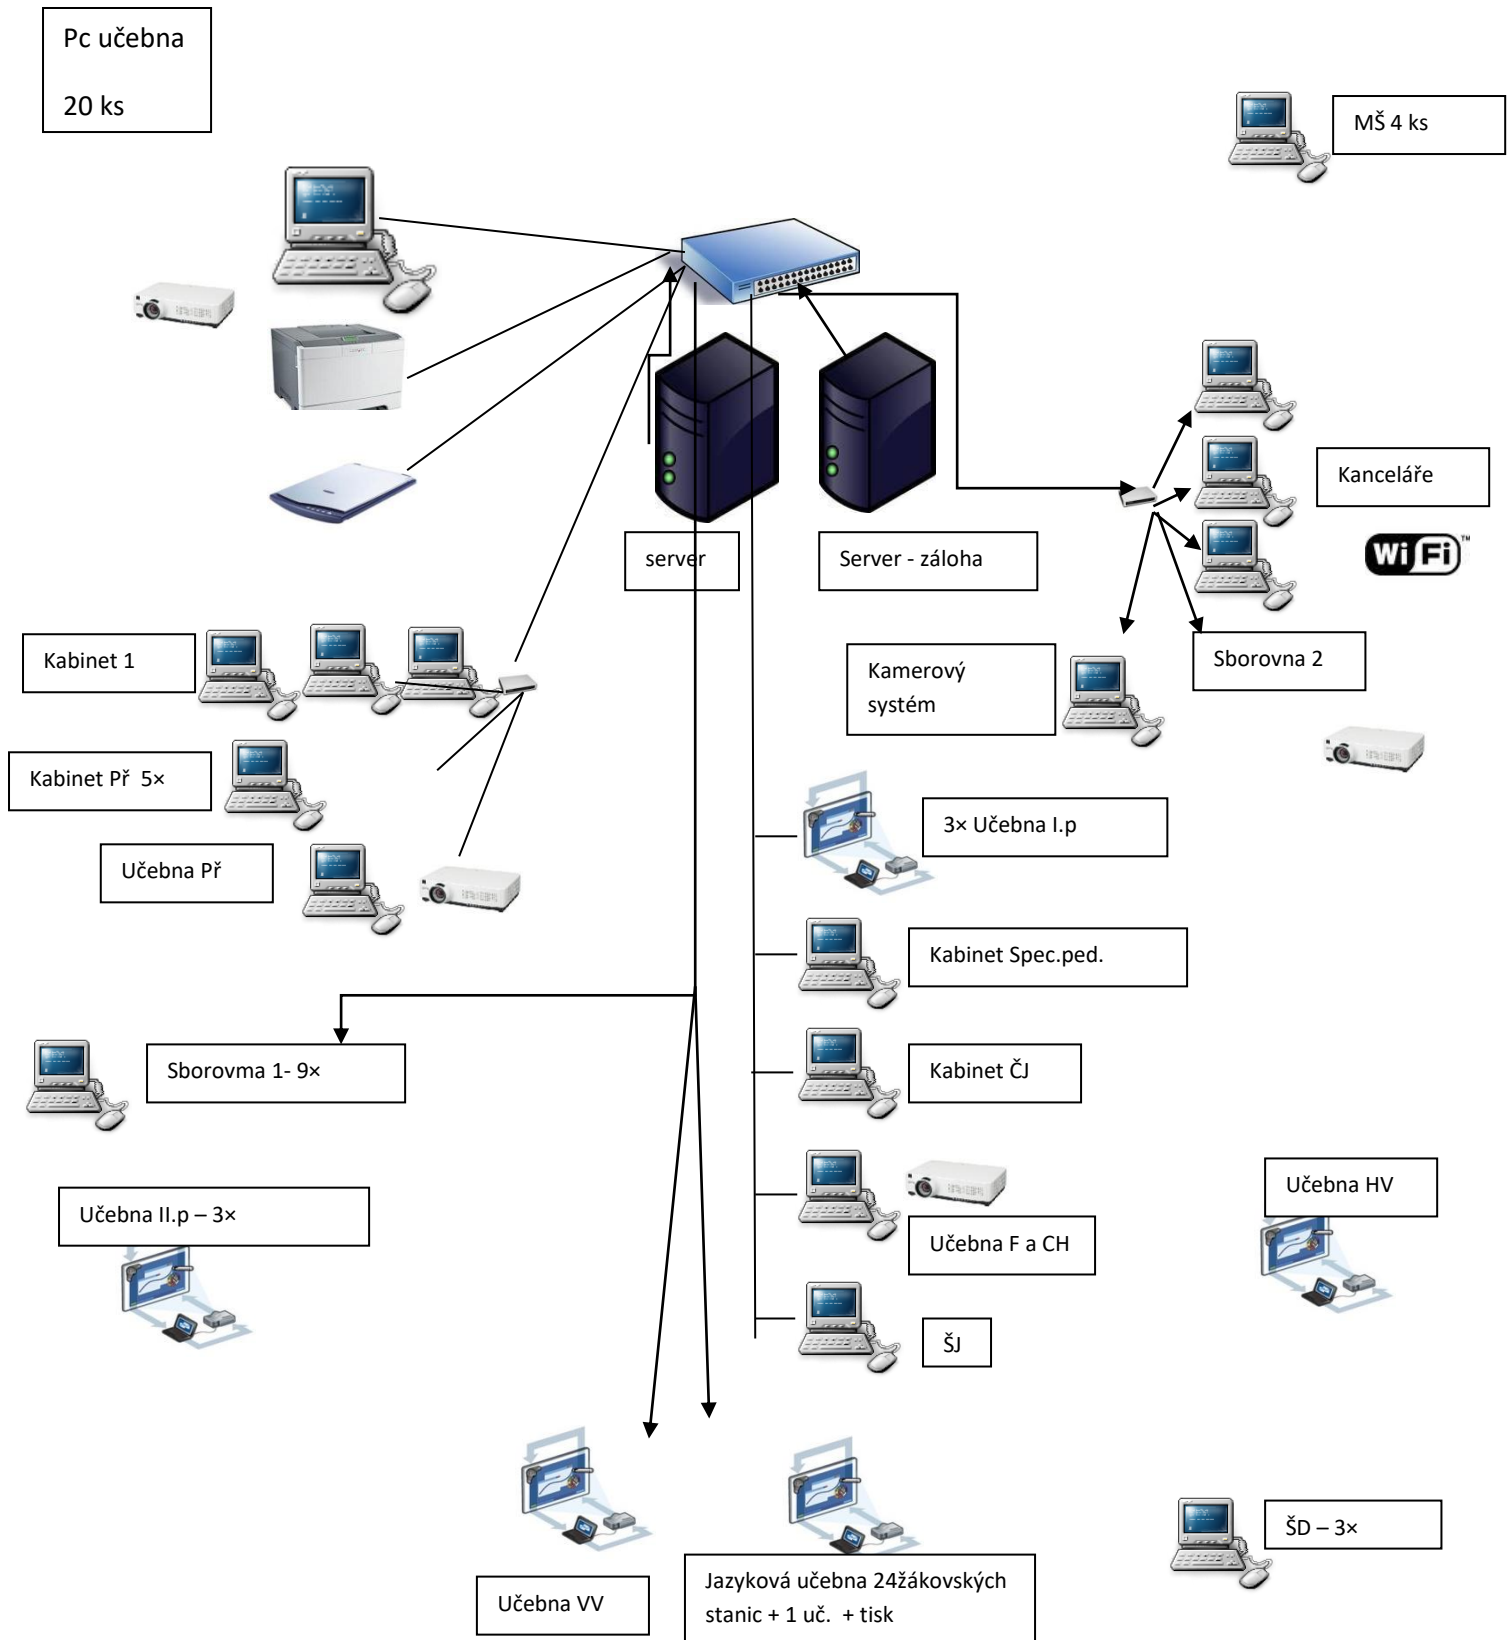 Pc učebna
20 ks
MŠ 4 ks
Kanceláře
WiFi™
server
Server - záloha
Kabinet 1
Sborovna 2
Kamerový
systém
Kabinet Př  5×
3× Učebna I.p
Učebna Př
Kabinet Spec.ped.
Sborovma 1- 9×
Kabinet ČJ
Učebna HV
Učebna II.p – 3×
Učebna F a CH
ŠJ
ŠD – 3×
Učebna VV
Jazyková učebna 24žákovských
stanic + 1 uč.  + tisk